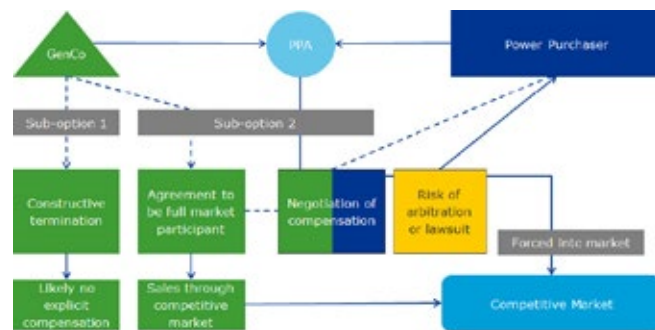 GenCo
PPA
Power Purchaser
Sub-option 1
Sub-option 2
Constructive
termination
Agreement to
be full market
participant
Negotiation of
compensation
Risk of
arbitration
or lawsuit
Forced into market
Likely no
explicit
compensation
Sales through
competitive
market
Competitive Market